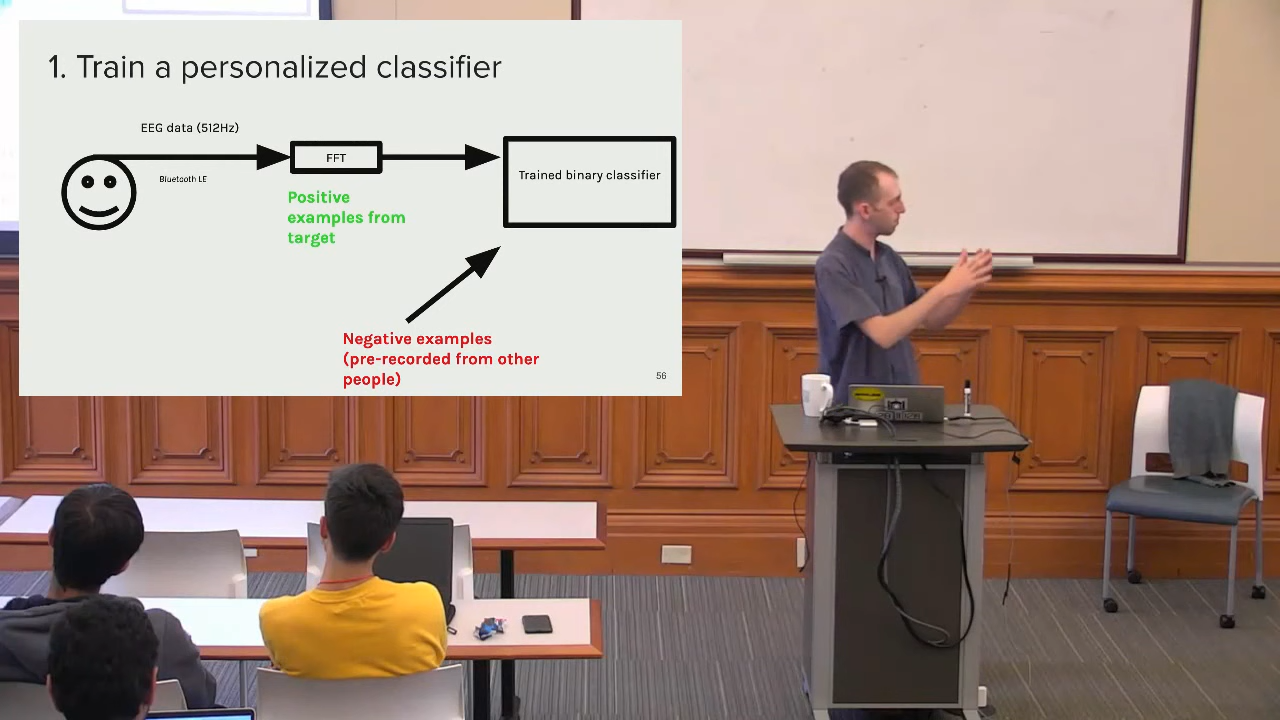 1. Train a personalized classifier
EEG data (512Hz)
FFT
Bluetooth LE
Trained binary classifier
Positive
examples from
target
Negative examples
(pre-recorded from other
people)
56